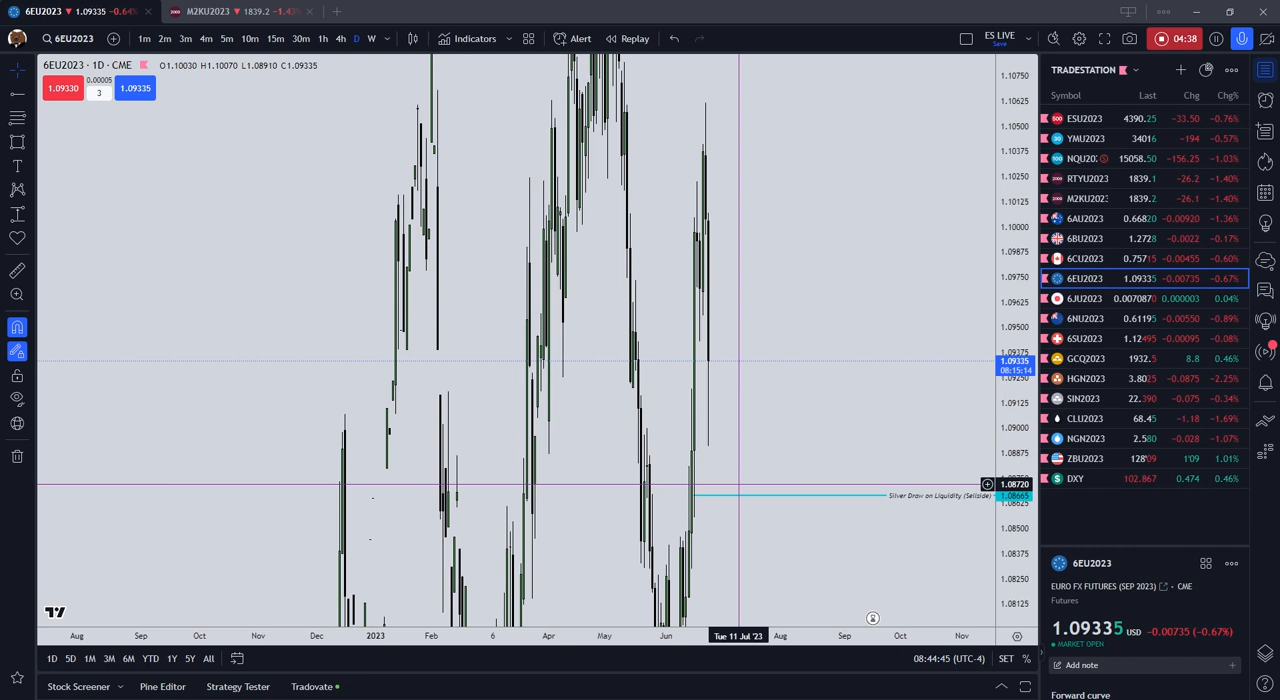 6EU2023 ▼ 1.09335 −0.64%
M2KU2023 ▼ 1839.2 −1.43%
6EU2023
1m 2m 3m 4m 5m 10m 15m 30m 1h 4h D W
Indicators
Alert
Replay
ES LIVE
Save
04:38
6EU2023 · 1D · CME
O1.10030 H1.10070 L1.08910 C1.09335
1.09330
0.00005
3
1.09335
1.10750
1.10625
1.10500
1.10375
1.10250
1.10125
1.10000
1.09875
1.09750
1.09625
1.09500
1.09375
1.09335
08:15:14
1.09250
1.09125
1.09000
1.08875
1.08720
Silver Draw on Liquidity (Sellside)
1.08665
1.08625
1.08500
1.08375
1.08250
1.08125
Aug Sep Oct Nov Dec 2023 Feb 6 Apr May Jun Tue 11 Jul '23 Aug Sep Oct Nov
1D 5D 1M 3M 6M YTD 1Y 5Y All
08:44:45 (UTC-4)
SET %
Stock Screener
Pine Editor
Strategy Tester
Tradovate
TRADESTATION
Symbol Last Chg Chg%
500 ESU2023 4390.25 −33.50 −0.76%
30 YMU2023 34016 −194 −0.57%
100 NQU202 15058.50 −156.25 −1.03%
2000 RTYU2023 1839.1 −26.2 −1.40%
2000 M2KU2023 1839.2 −26.1 −1.40%
6AU2023 0.66820 −0.00920 −1.36%
6BU2023 1.2728 −0.0022 −0.17%
6CU2023 0.75715 −0.00455 −0.60%
6EU2023 1.09335 −0.00735 −0.67%
6JU2023 0.0070870 0.000003 0.04%
6NU2023 0.61195 −0.00550 −0.89%
6SU2023 1.12495 −0.00095 −0.08%
GCQ2023 1932.5 8.8 0.46%
HGN2023 3.8025 −0.0875 −2.25%
SIN2023 22.390 −0.075 −0.34%
CLU2023 68.45 −1.18 −1.69%
NGN2023 2.580 −0.028 −1.07%
ZBU2023 128'09 1'09 1.01%
DXY 102.867 0.474 0.46%
6EU2023
EURO FX FUTURES (SEP 2023) · CME
Futures
1.09335 USD −0.00735 (−0.67%)
MARKET OPEN
Add note
Forward curve